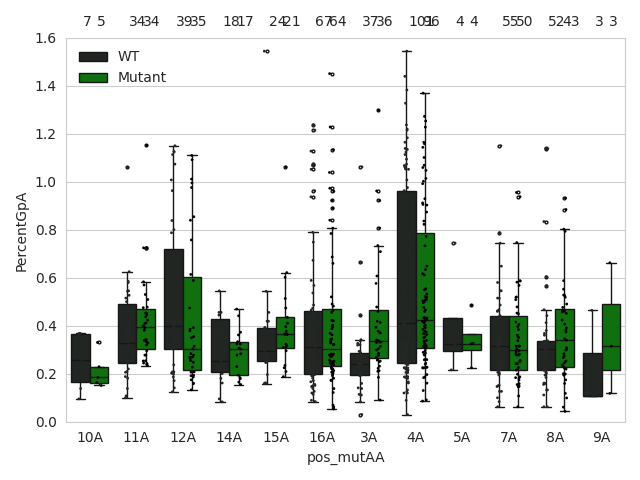 7 5 34 34 39 35 18 17 24 21 67 64 37 36 101 96 4 4 55 50 52 43 3 3
1.6
WT
Mutant
1.4
1.2
1.0
0.8
0.6
0.4
0.2
0.0
PercentGpA
10A 11A 12A 14A 15A 16A 3A 4A 5A 7A 8A 9A
pos_mutAA